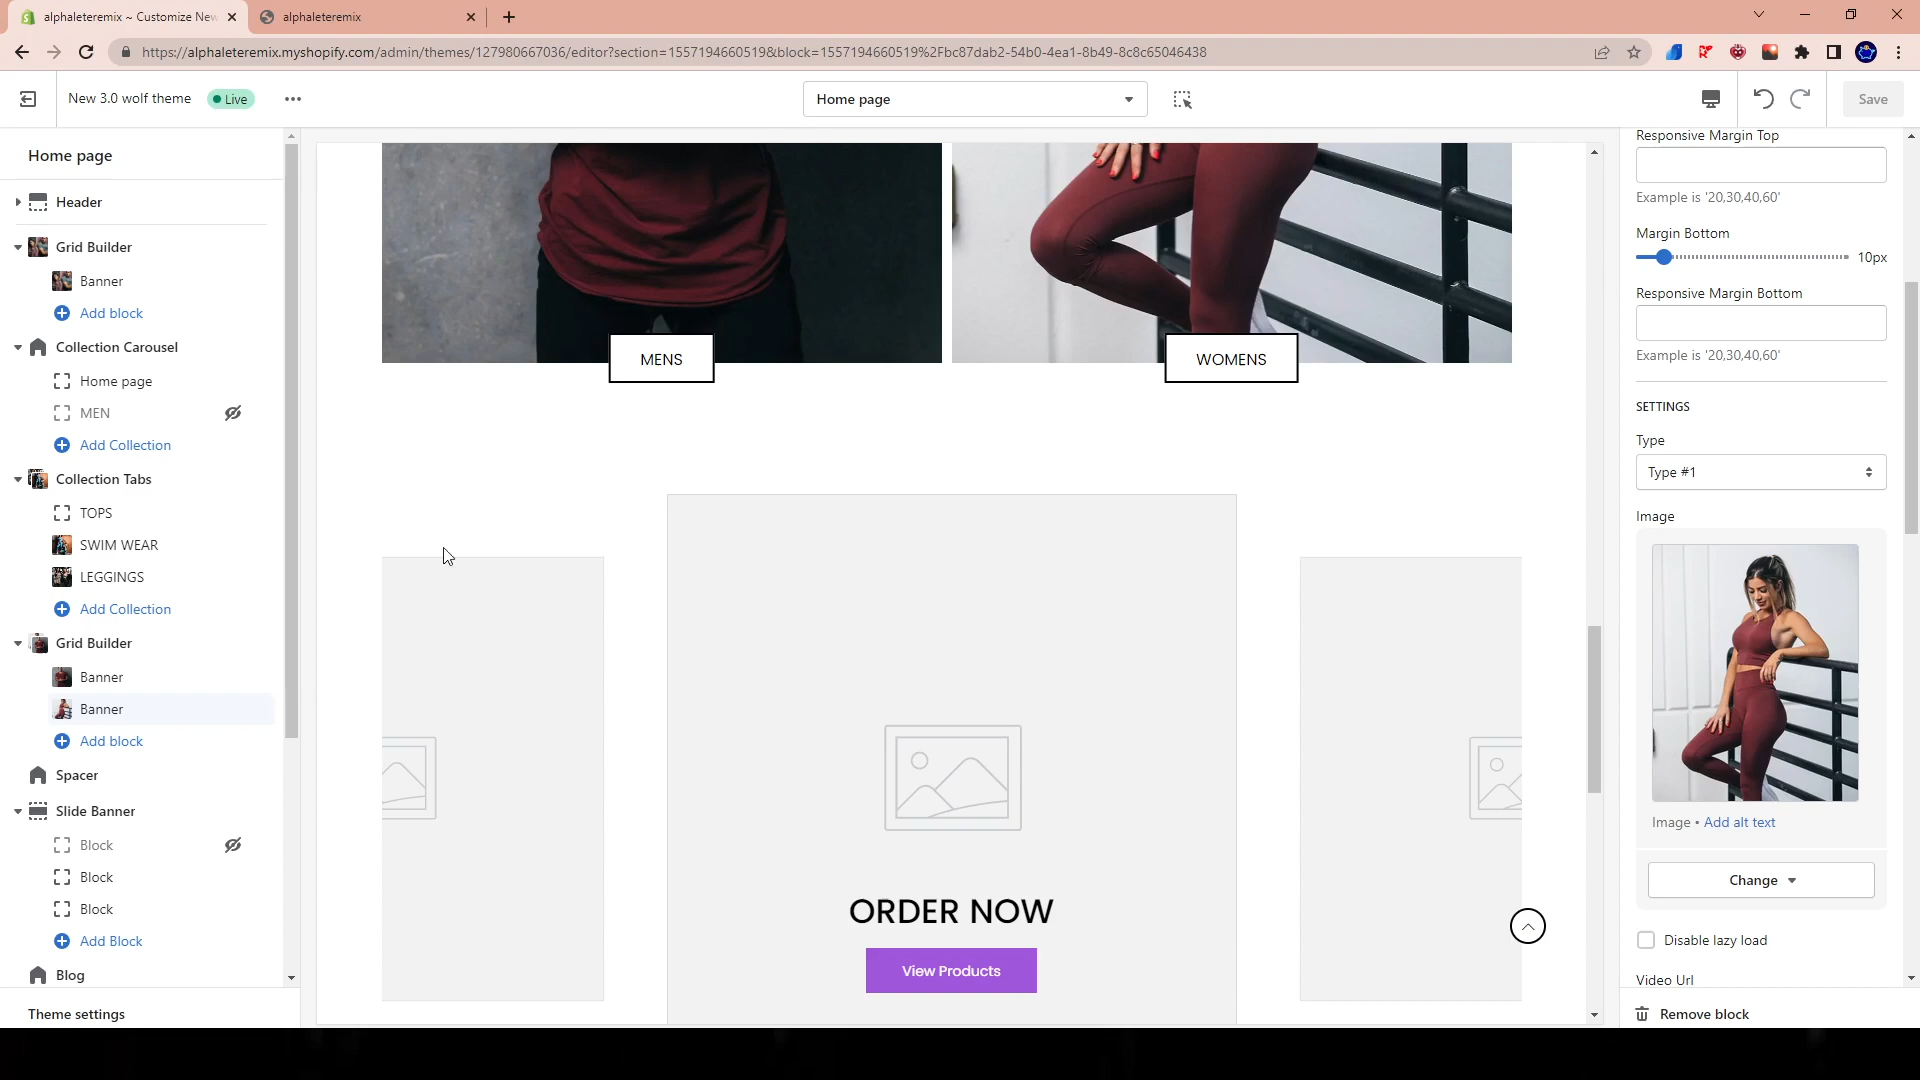 alphaleteremix ~ Customize New
alphaleteremix
https://alphaleteremix.myshopify.com/admin/themes/127980667036/editor?section=1557194660519&block=1557194660519%2Fbc87dab2-54b0-4ea1-8b49-8c8c65046438
New 3.0 wolf theme
Live
Home page
Save
Home page
Header
Grid Builder
Banner
Add block
Collection Carousel
Home page
MEN
Add Collection
Collection Tabs
TOPS
SWIM WEAR
LEGGINGS
Add Collection
Grid Builder
Banner
Banner
Add block
Spacer
Slide Banner
Block
Block
Block
Add Block
Blog
Theme settings
MENS
WOMENS
ORDER NOW
View Products
Responsive Margin Top
Example is '20,30,40,60'
Margin Bottom
10px
Responsive Margin Bottom
Example is '20,30,40,60'
SETTINGS
Type
Type #1
Image
Image • Add alt text
Change
Disable lazy load
Video Url
Remove block